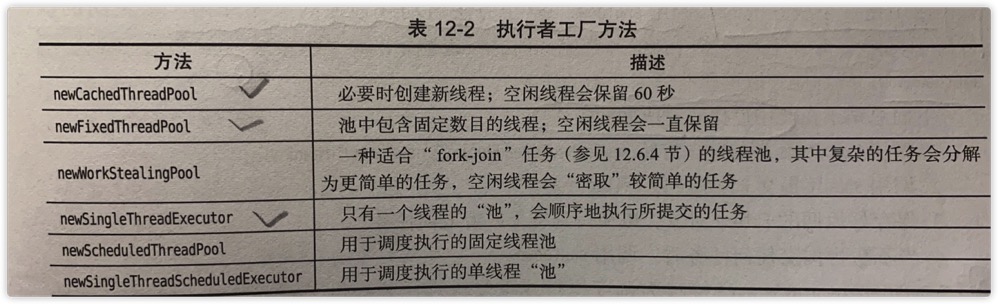 表 12-2 执行者工厂方法
方法 描述
newCachedThreadPool 必要时创建新线程；空闲线程会保留 60 秒
newFixedThreadPool 池中包含固定数目的线程；空闲线程会一直保留
newWorkStealingPool 一种适合“fork-join”任务（参见 12.6.4 节）的线程池，其中复杂的任务会分解
为更简单的任务，空闲线程会“密取”较简单的任务
newSingleThreadExecutor 只有一个线程的“池”，会顺序地执行所提交的任务
newScheduledThreadPool 用于调度执行的固定线程池
newSingleThreadScheduledExecutor 用于调度执行的单线程“池”